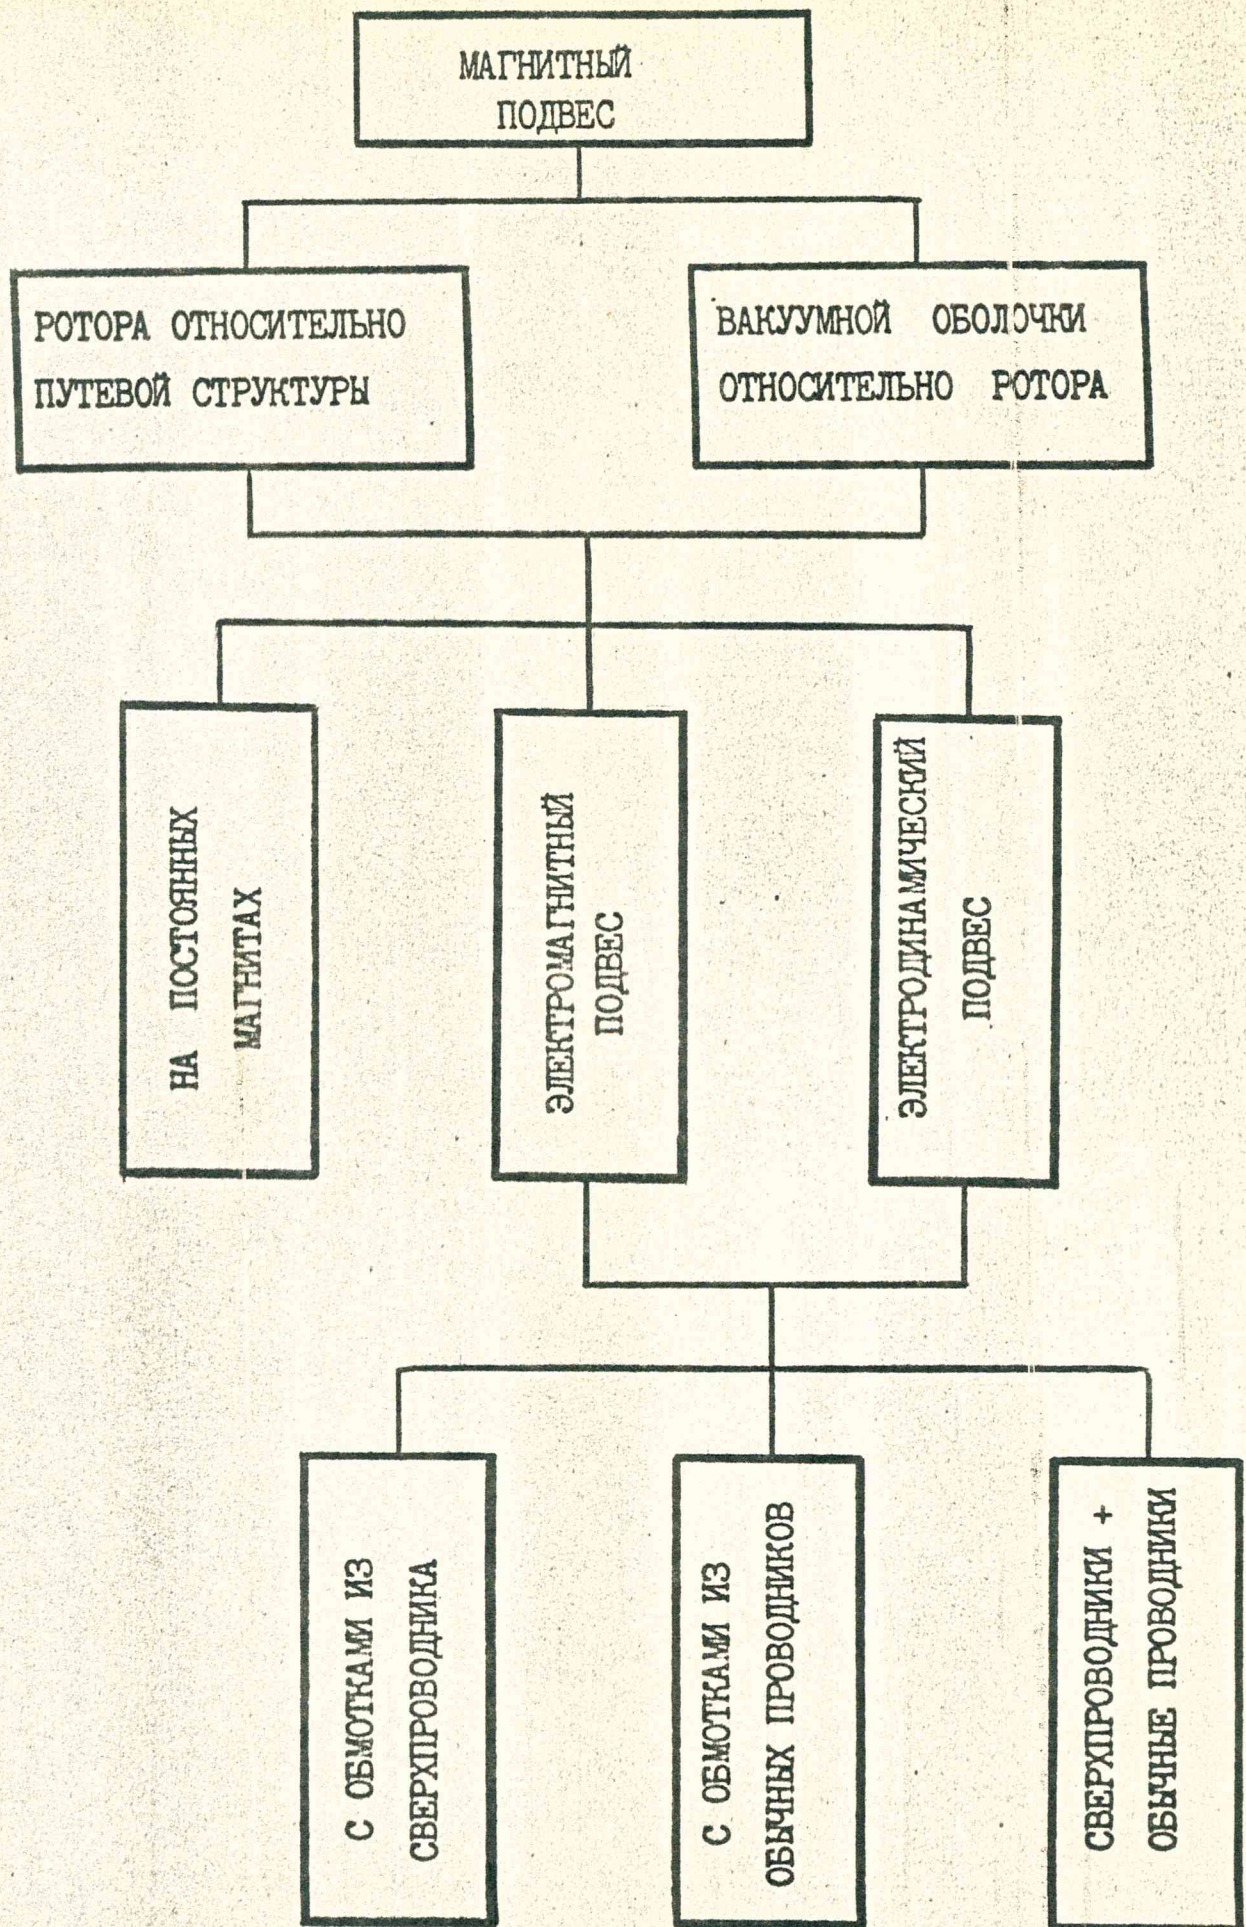 МАГНИТНЫЙ
ПОДВЕС
РОТОРА ОТНОСИТЕЛЬНО
ПУТЕВОЙ СТРУКТУРЫ
ВАКУУМНОЙ ОБОЛОЧКИ
ОТНОСИТЕЛЬНО РОТОРА
НА ПОСТОЯННЫХ
МАГНИТАХ
ЭЛЕКТРОМАГНИТНЫЙ
ПОДВЕС
ЭЛЕКТРОДИНАМИЧЕСКИЙ
ПОДВЕС
С ОБМОТКАМИ ИЗ
СВЕРХПРОВОДНИКА
С ОБМОТКАМИ ИЗ
ОБЫЧНЫХ ПРОВОДНИКОВ
СВЕРХПРОВОДНИКИ +
ОБЫЧНЫЕ ПРОВОДНИКИ